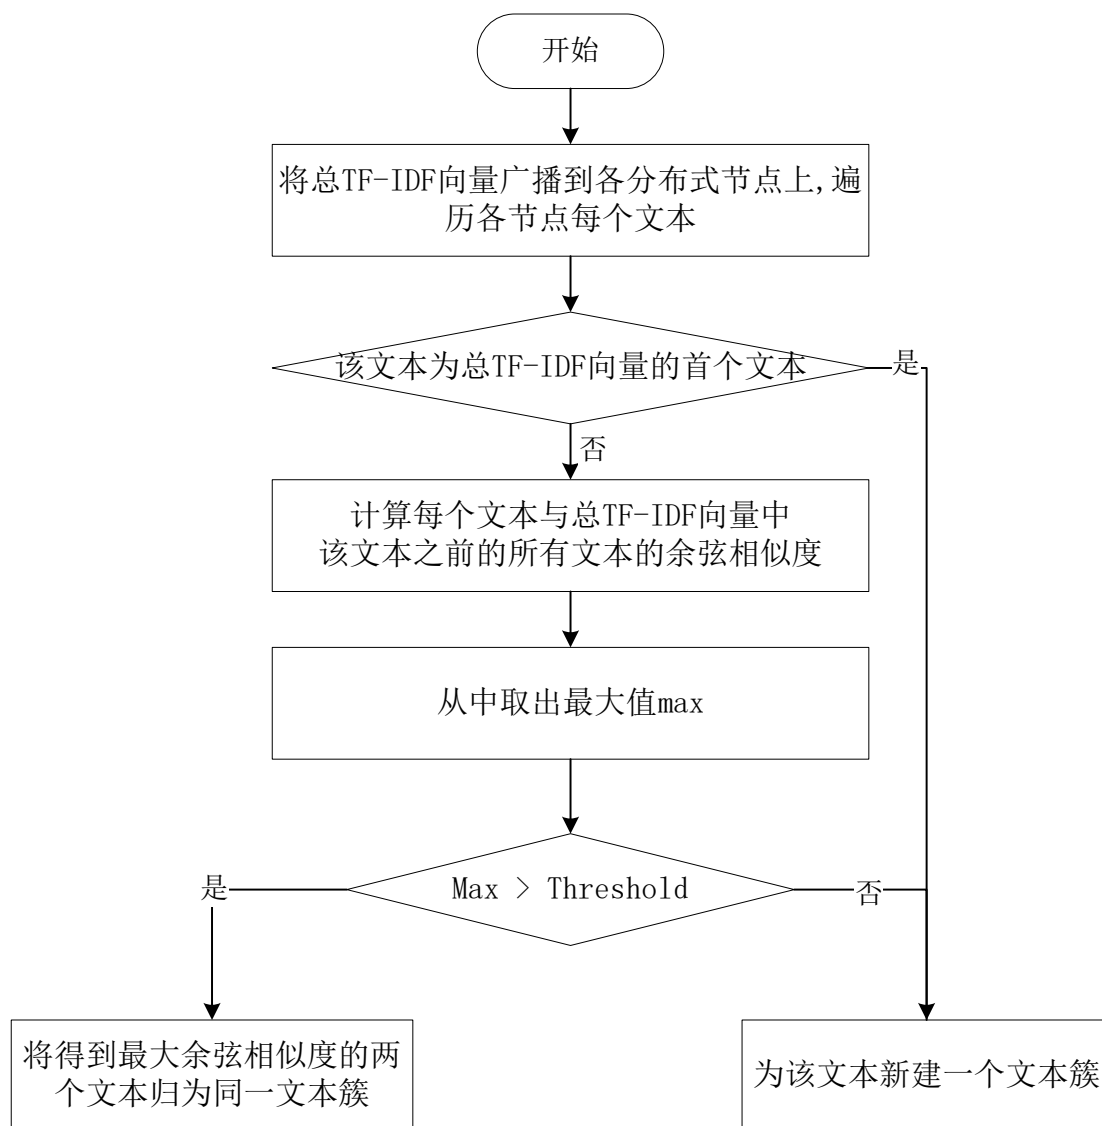 开始
将总TF-IDF向量广播到各分布式节点上,遍
历各节点每个文本
该文本为总TF-IDF向量的首个文本
是
否
计算每个文本与总TF-IDF向量中
该文本之前的所有文本的余弦相似度
从中取出最大值max
是
Max > Threshold
否
将得到最大余弦相似度的两
个文本归为同一文本簇
为该文本新建一个文本簇